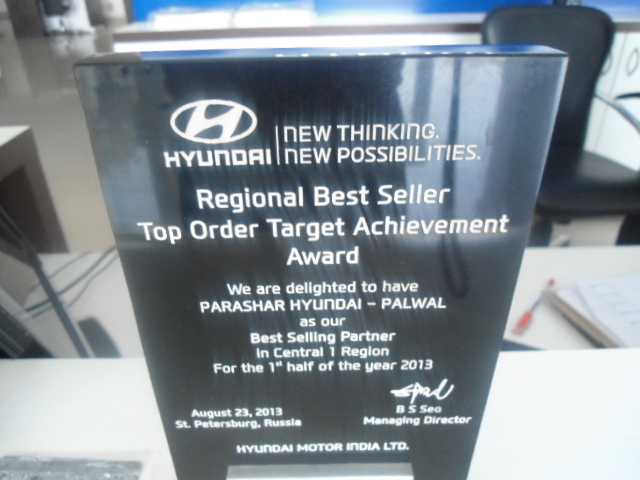 HYUNDAI
NEW THINKING.
NEW POSSIBILITIES.
Regional Best Seller
Top Order Target Achievement
Award
We are delighted to have
PARASHAR HYUNDAI – PALWAL
as our
Best Selling Partner
in Central 1 Region
For the 1st half of the year 2013
August 23, 2013
St. Petersburg, Russia
B S Seo
Managing Director
HYUNDAI MOTOR INDIA LTD.